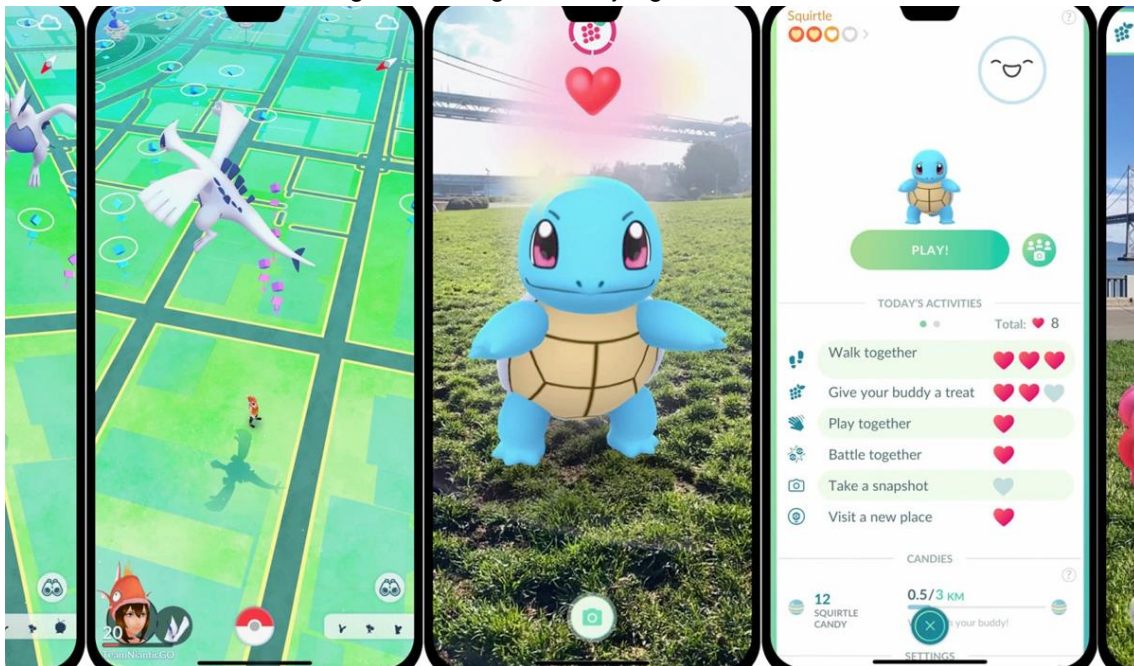 20
TeamNianticGO
Squirtle
?
PLAY!
TODAY'S ACTIVITIES
Total: 8
Walk together
Give your buddy a treat
Play together
Battle together
Take a snapshot
Visit a new place
CANDIES
?
12
SQUIRTLE
CANDY
0.5/3 KM
your buddy!
SETTINGS